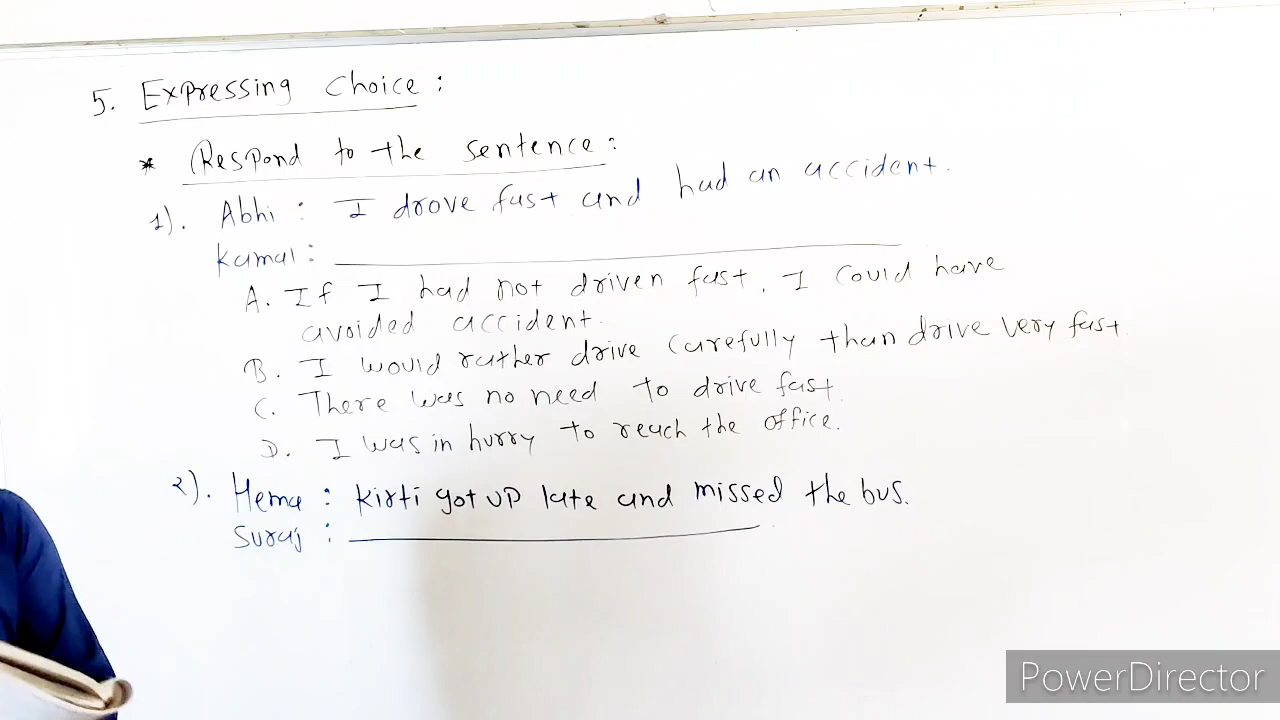 5. Expressing choice :
* Respond to the sentence :
1). Abhi : I drove fast and had an accident.
Kamal :
A. If I had not driven fast, I could have
avoided accident.
B. I would rather drive carefully than drive very fast.
C. There was no need to drive fast.
D. I was in hurry to reach the office.
2). Hema : Kirti got up late and missed the bus.
Suraj :
PowerDirector